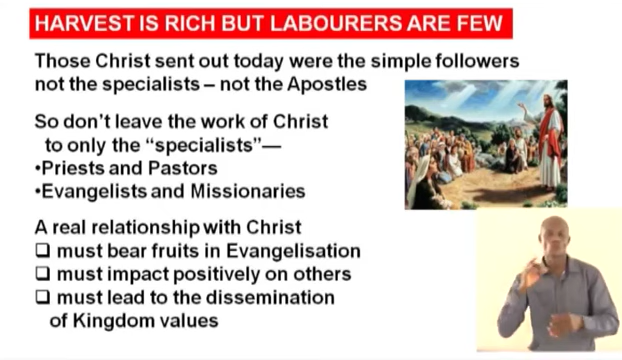 HARVEST IS RICH BUT LABOURERS ARE FEW
Those Christ sent out today were the simple followers
not the specialists – not the Apostles
So don't leave the work of Christ
to only the "specialists"—
•Priests and Pastors
•Evangelists and Missionaries
A real relationship with Christ
❑ must bear fruits in Evangelisation
❑ must impact positively on others
❑ must lead to the dissemination
of Kingdom values